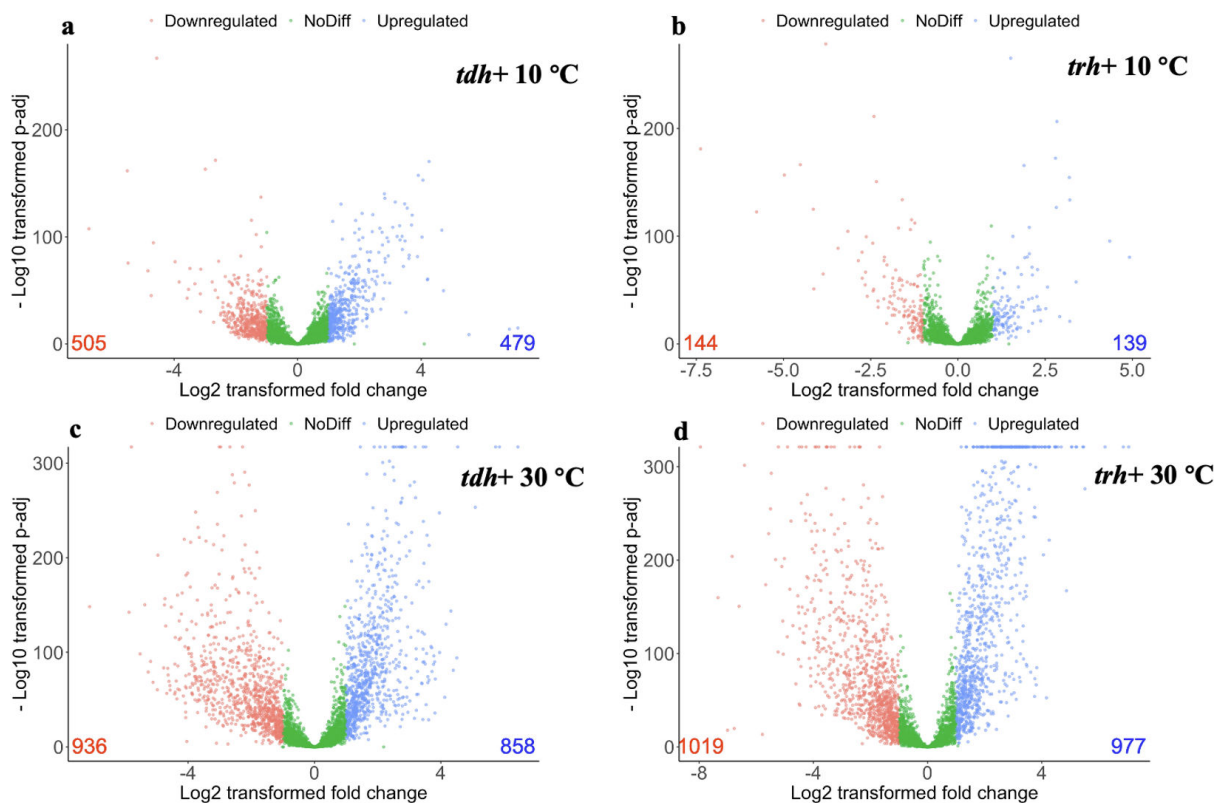 a
Downregulated NoDiff Upregulated
tdh+ 10 °C
- Log10 transformed p-adj
200
100
0
505
479
-4 0 4
Log2 transformed fold change
b
Downregulated NoDiff Upregulated
trh+ 10 °C
- Log10 transformed p-adj
200
100
0
144
139
-7.5 -5.0 -2.5 0.0 2.5 5.0
Log2 transformed fold change
c
Downregulated NoDiff Upregulated
tdh+ 30 °C
- Log10 transformed p-adj
300
200
100
0
936
858
-4 0 4
Log2 transformed fold change
d
Downregulated NoDiff Upregulated
trh+ 30 °C
- Log10 transformed p-adj
300
200
100
0
1019
977
-8 -4 0 4
Log2 transformed fold change